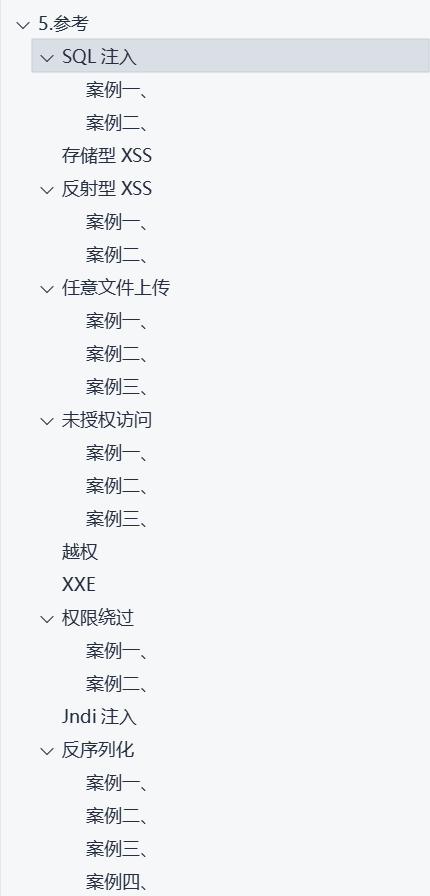 5.参考
SQL 注入
案例一、
案例二、
存储型 XSS
反射型 XSS
案例一、
案例二、
任意文件上传
案例一、
案例二、
案例三、
未授权访问
案例一、
案例二、
案例三、
越权
XXE
权限绕过
案例一、
案例二、
Jndi 注入
反序列化
案例一、
案例二、
案例三、
案例四、